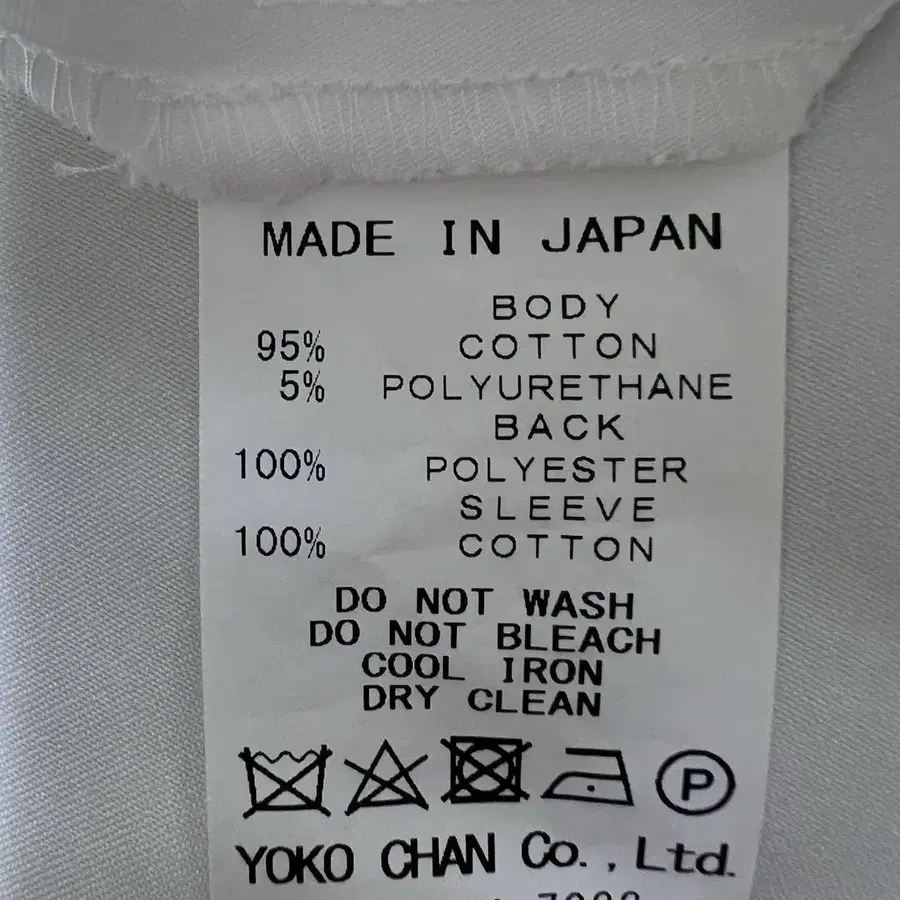 MADE IN JAPAN
BODY
95% COTTON
5% POLYURETHANE
BACK
100% POLYESTER
SLEEVE
100% COTTON
DO NOT WASH
DO NOT BLEACH
COOL IRON
DRY CLEAN
P
YOKO CHAN Co.,Ltd.